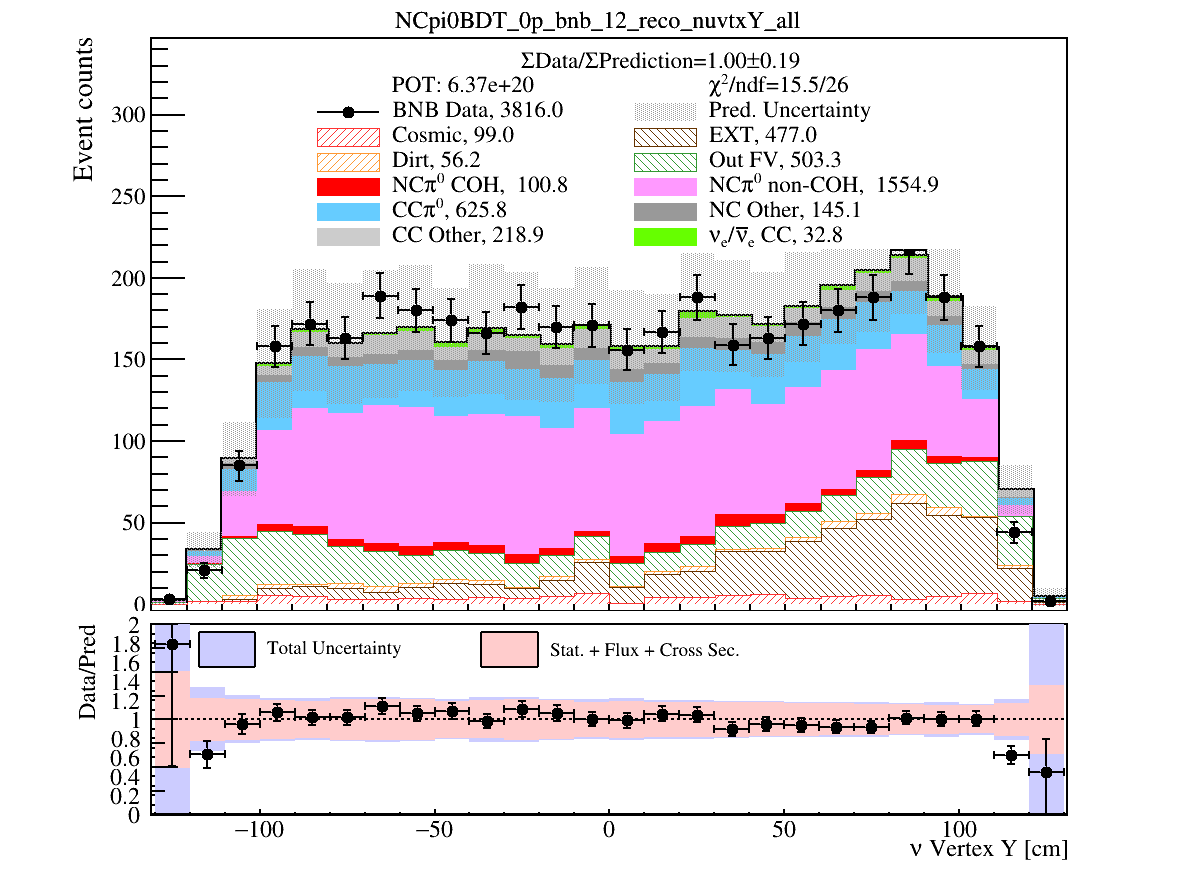 NCpi0BDT_0p_bnb_12_reco_nuvtxY_all
ΣData/ΣPrediction=1.00±0.19
POT: 6.37e+20
χ²/ndf=15.5/26
BNB Data, 3816.0
Pred. Uncertainty
Cosmic, 99.0
EXT, 477.0
Dirt, 56.2
Out FV, 503.3
NCπ⁰ COH, 100.8
NCπ⁰ non-COH, 1554.9
CCπ⁰, 625.8
NC Other, 145.1
CC Other, 218.9
νₑ/ν̅ₑ CC, 32.8
Event counts
300
250
200
150
100
50
0
Total Uncertainty
Stat. + Flux + Cross Sec.
Data/Pred
2
1.8
1.6
1.4
1.2
1
0.8
0.6
0.4
0.2
0
−100
−50
0
50
100
ν Vertex Y [cm]